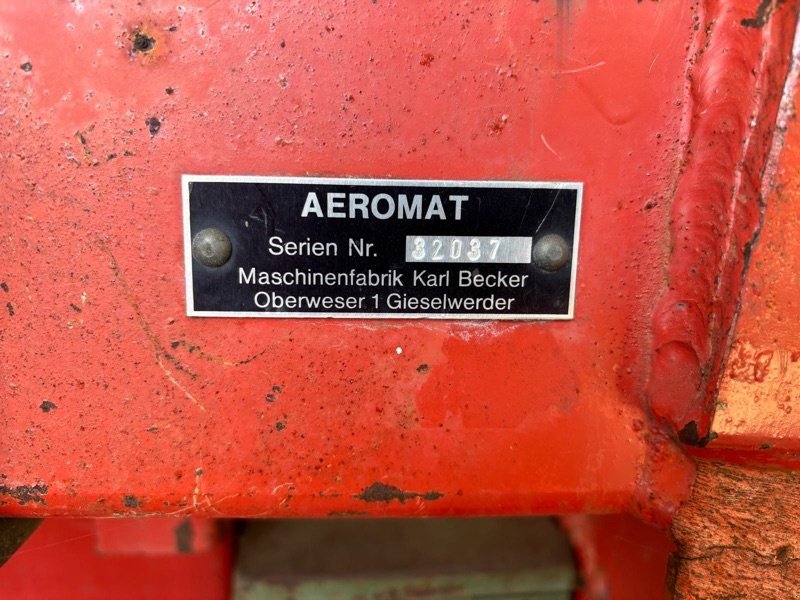 AEROMAT
Serien Nr. 32037
Maschinenfabrik Karl Becker
Oberweser 1 Gieselwerder